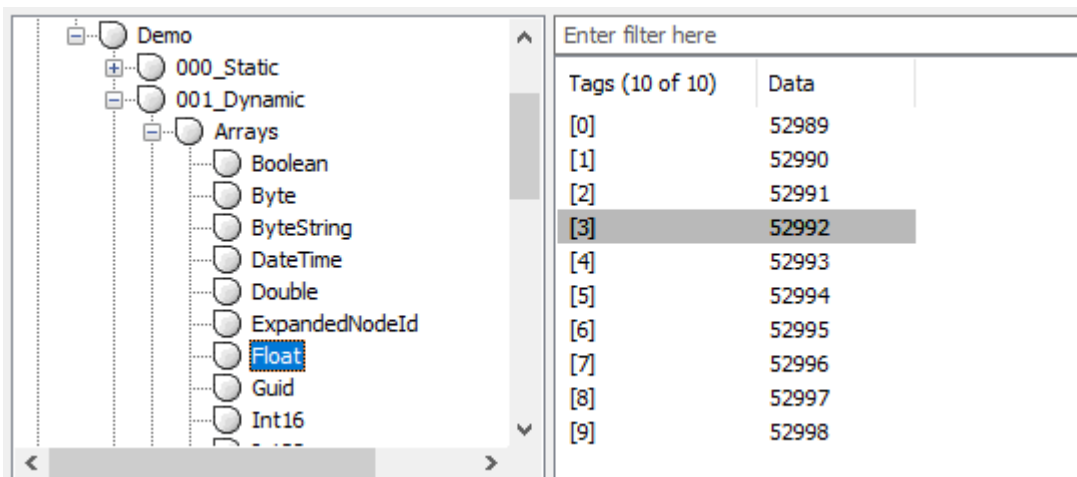 Demo
000_Static
001_Dynamic
Arrays
Boolean
Byte
ByteString
DateTime
Double
ExpandedNodeId
Float
Guid
Int16
Enter filter here
Tags (10 of 10) Data
[0] 52989
[1] 52990
[2] 52991
[3] 52992
[4] 52993
[5] 52994
[6] 52995
[7] 52996
[8] 52997
[9] 52998